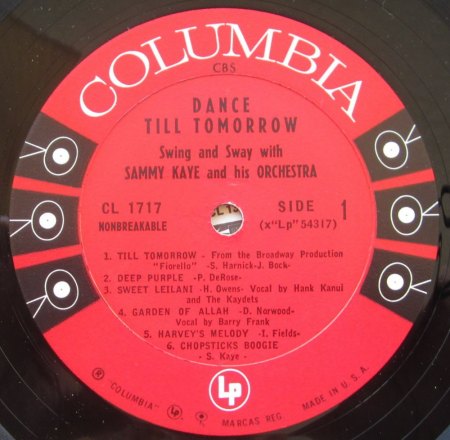 COLUMBIA
CBS
DANCE
TILL TOMORROW
Swing and Sway with
SAMMY KAYE and his ORCHESTRA
CL 1717
NONBREAKABLE
SIDE 1
(x"Lp" 54317)
1. TILL TOMORROW - From the Broadway Production
"Fiorello" -S. Harnick-J. Bock-
2. DEEP PURPLE -P. DeRose-
3. SWEET LEILANI -H. Owens- Vocal by Hank Kanui
and The Kaydets
4. GARDEN OF ALLAH -D. Norwood-
Vocal by Barry Frank
5. HARVEY'S MELODY -I. Fields-
6. CHOPSTICKS BOOGIE
-S. Kaye-
Lp
® "COLUMBIA" MARCAS REG. MADE IN U.S.A.